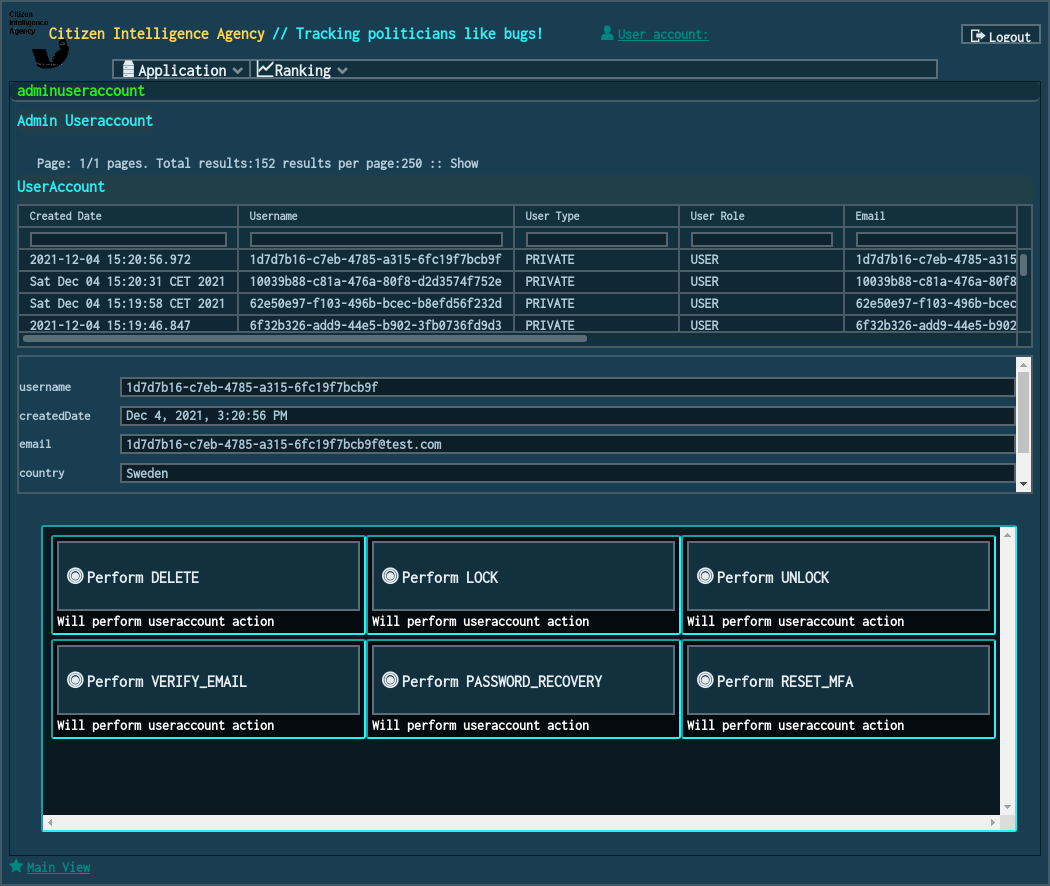 Citizen
Intelligence
Agency
Citizen Intelligence Agency // Tracking politicians like bugs!
User account:
Logout
Application
Ranking
adminuseraccount
Admin Useraccount
Page: 1/1 pages. Total results:152 results per page:250 :: Show
UserAccount
Created Date Username User Type User Role Email
2021-12-04 15:20:56.972 1d7d7b16-c7eb-4785-a315-6fc19f7bcb9f PRIVATE USER 1d7d7b16-c7eb-4785-a315
Sat Dec 04 15:20:31 CET 2021 10039b88-c81a-476a-80f8-d2d3574f752e PRIVATE USER 10039b88-c81a-476a-80f8
Sat Dec 04 15:19:58 CET 2021 62e50e97-f103-496b-bcec-b8efd56f232d PRIVATE USER 62e50e97-f103-496b-bcec
2021-12-04 15:19:46.847 6f32b326-add9-44e5-b902-3fb0736fd9d3 PRIVATE USER 6f32b326-add9-44e5-b902
username 1d7d7b16-c7eb-4785-a315-6fc19f7bcb9f
createdDate Dec 4, 2021, 3:20:56 PM
email 1d7d7b16-c7eb-4785-a315-6fc19f7bcb9f@test.com
country Sweden
Perform DELETE Perform LOCK Perform UNLOCK
Will perform useraccount action Will perform useraccount action Will perform useraccount action
Perform VERIFY_EMAIL Perform PASSWORD_RECOVERY Perform RESET_MFA
Will perform useraccount action Will perform useraccount action Will perform useraccount action
Main View